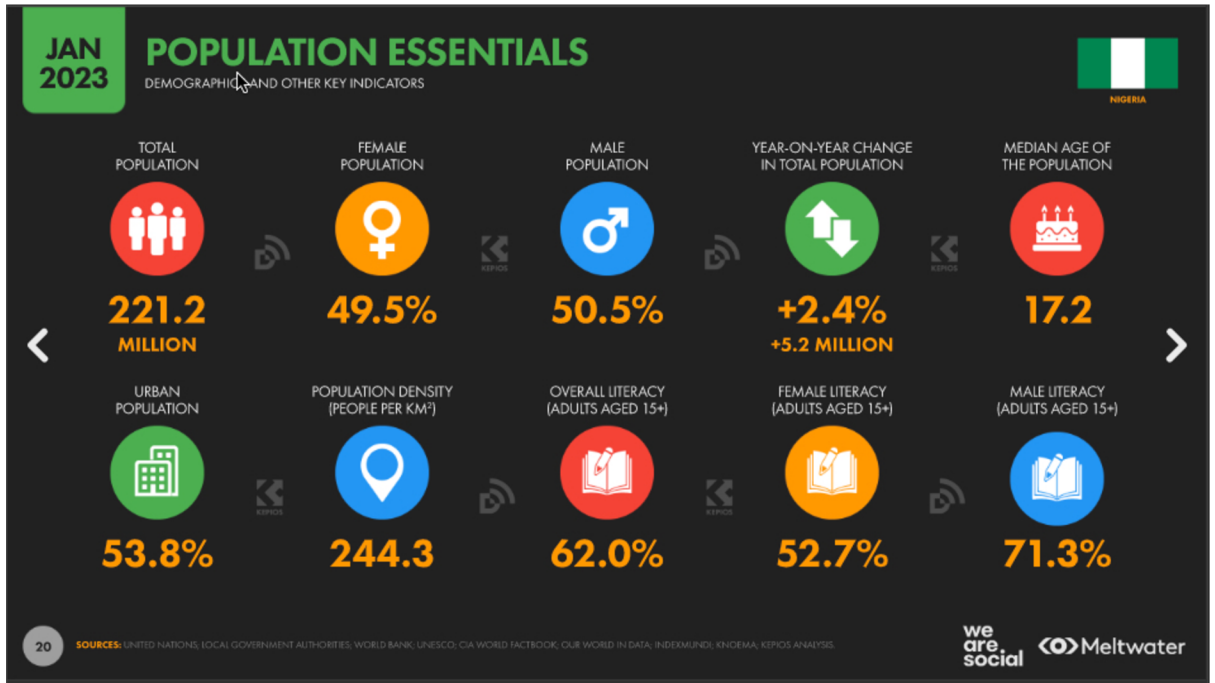 JAN
2023
POPULATION ESSENTIALS
DEMOGRAPHICS AND OTHER KEY INDICATORS
NIGERIA
TOTAL
POPULATION
FEMALE
POPULATION
MALE
POPULATION
YEAR-ON-YEAR CHANGE
IN TOTAL POPULATION
MEDIAN AGE OF
THE POPULATION
KEPIOS
KEPIOS
221.2
MILLION
49.5%
50.5%
+2.4%
+5.2 MILLION
17.2
URBAN
POPULATION
POPULATION DENSITY
(PEOPLE PER KM²)
OVERALL LITERACY
(ADULTS AGED 15+)
FEMALE LITERACY
(ADULTS AGED 15+)
MALE LITERACY
(ADULTS AGED 15+)
KEPIOS
KEPIOS
53.8%
244.3
62.0%
52.7%
71.3%
20
SOURCES: UNITED NATIONS; LOCAL GOVERNMENT AUTHORITIES; WORLD BANK; UNESCO; CIA WORLD FACTBOOK; OUR WORLD IN DATA; INDEXMUNDI; KNOEMA; KEPIOS ANALYSIS.
we
are.
social
Meltwater